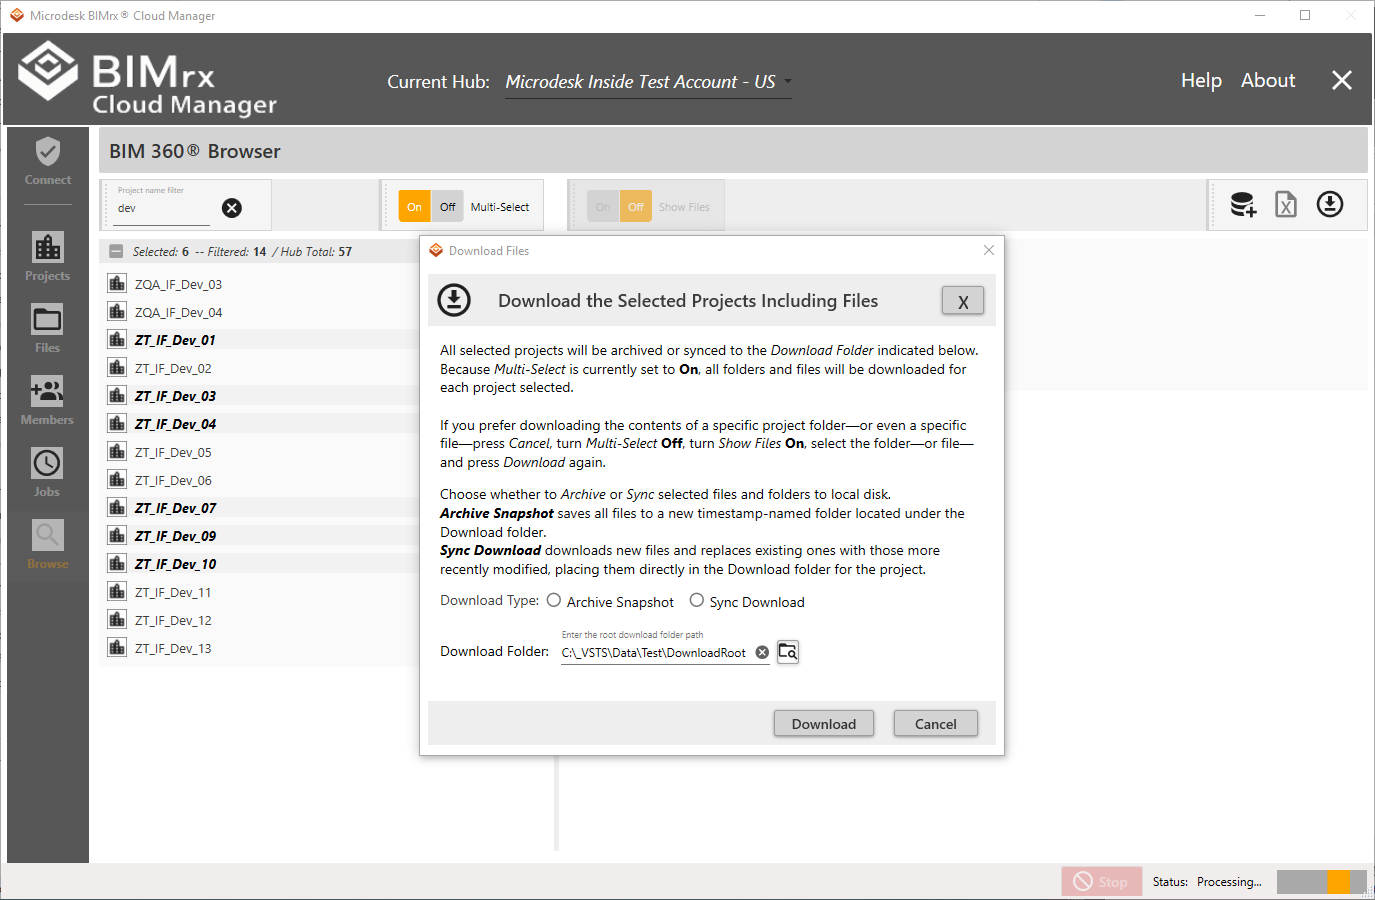 Microdesk BIMrx® Cloud Manager
BIMrx
Cloud Manager
Current Hub: Microdesk Inside Test Account - US
Help About X
Connect
Projects
Files
Members
Jobs
Browse
BIM 360® Browser
Project name filter
dev
On Off Multi-Select
On Off Show Files
Selected: 6 -- Filtered: 14 / Hub Total: 57
ZQA_IF_Dev_03
ZQA_IF_Dev_04
ZT_IF_Dev_01
ZT_IF_Dev_02
ZT_IF_Dev_03
ZT_IF_Dev_04
ZT_IF_Dev_05
ZT_IF_Dev_06
ZT_IF_Dev_07
ZT_IF_Dev_09
ZT_IF_Dev_10
ZT_IF_Dev_11
ZT_IF_Dev_12
ZT_IF_Dev_13
Download Files
Download the Selected Projects Including Files
X
All selected projects will be archived or synced to the Download Folder indicated below.
Because Multi-Select is currently set to On, all folders and files will be downloaded for
each project selected.
If you prefer downloading the contents of a specific project folder—or even a specific
file—press Cancel, turn Multi-Select Off, turn Show Files On, select the folder—or file—
and press Download again.
Choose whether to Archive or Sync selected files and folders to local disk.
Archive Snapshot saves all files to a new timestamp-named folder located under the
Download folder.
Sync Download downloads new files and replaces existing ones with those more
recently modified, placing them directly in the Download folder for the project.
Download Type: Archive Snapshot Sync Download
Enter the root download folder path
Download Folder: C:\_VSTS\Data\Test\DownloadRoot
Download Cancel
Stop Status: Processing...